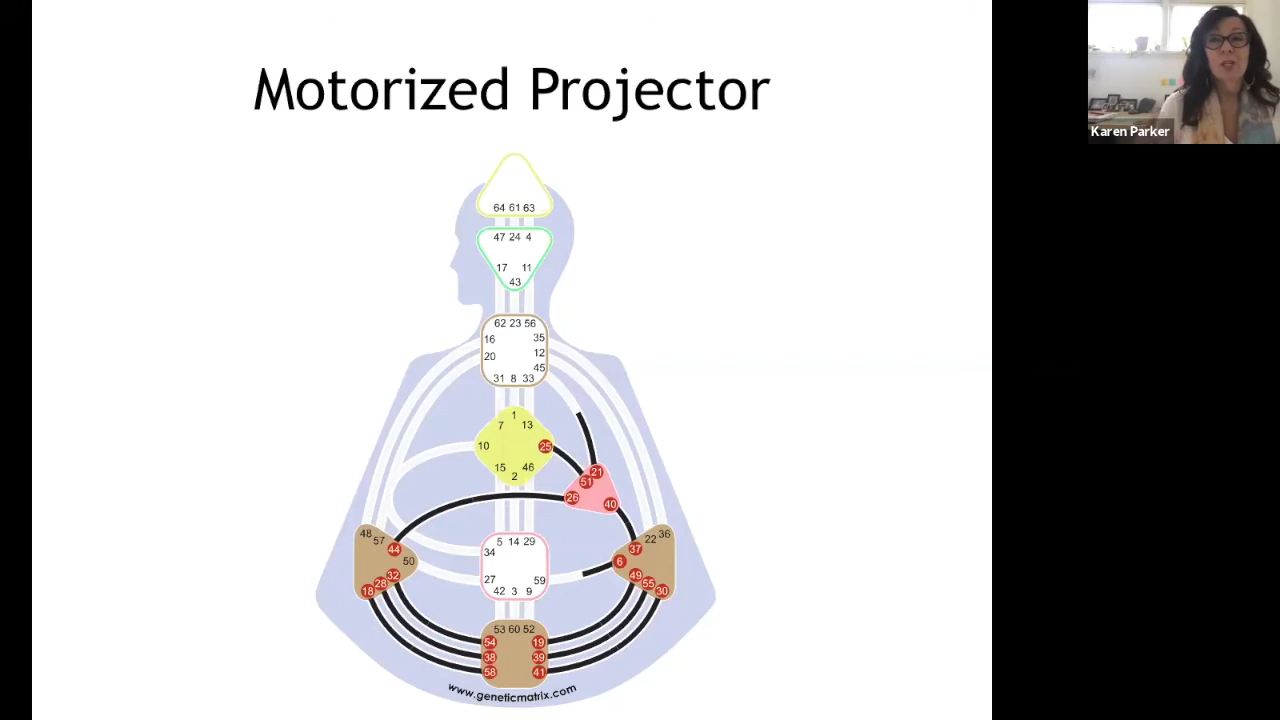 Motorized Projector
Karen Parker
64 61 63
47 24 4
17 11
43
62 23 56
16 35
20 12
45
31 8 33
1
7 13
10 25
15 46
2
21
51
26 40
48 36
57 22
44 37
50 6
32 49
28 55
18 30
5 14 29
34
27 59
42 3 9
53 60 52
54 19
38 39
58 41
www.geneticmatrix.com